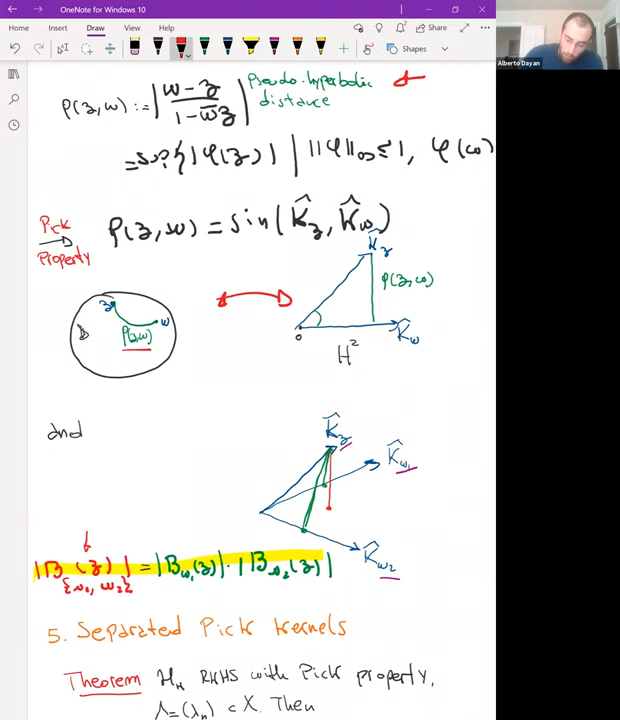 OneNote for Windows 10
Home Insert Draw View Help
Shapes
Alberto Dayan
ρ(z, w) := | w - z / 1 - w̄z | Pseudo-hyperbolic
distance
= sup{ |φ(z)| | ||φ||∞ ≤ 1, φ(w)
Pick
Property
ρ(z, w) = sin(K̂z, K̂w)
K̂z
z
w
ρ(z,w)
D
ρ(z,w)
0
K̂w
H²
and
K̂z
K̂w₁
K̂w₂
|B{w₁, w₂}(z)| = |Bw₁(z)| · |Bw₂(z)|
5. Separated Pick Kernels
Theorem RKHS with Pick property,
Λ=(λn) ⊂ X. Then